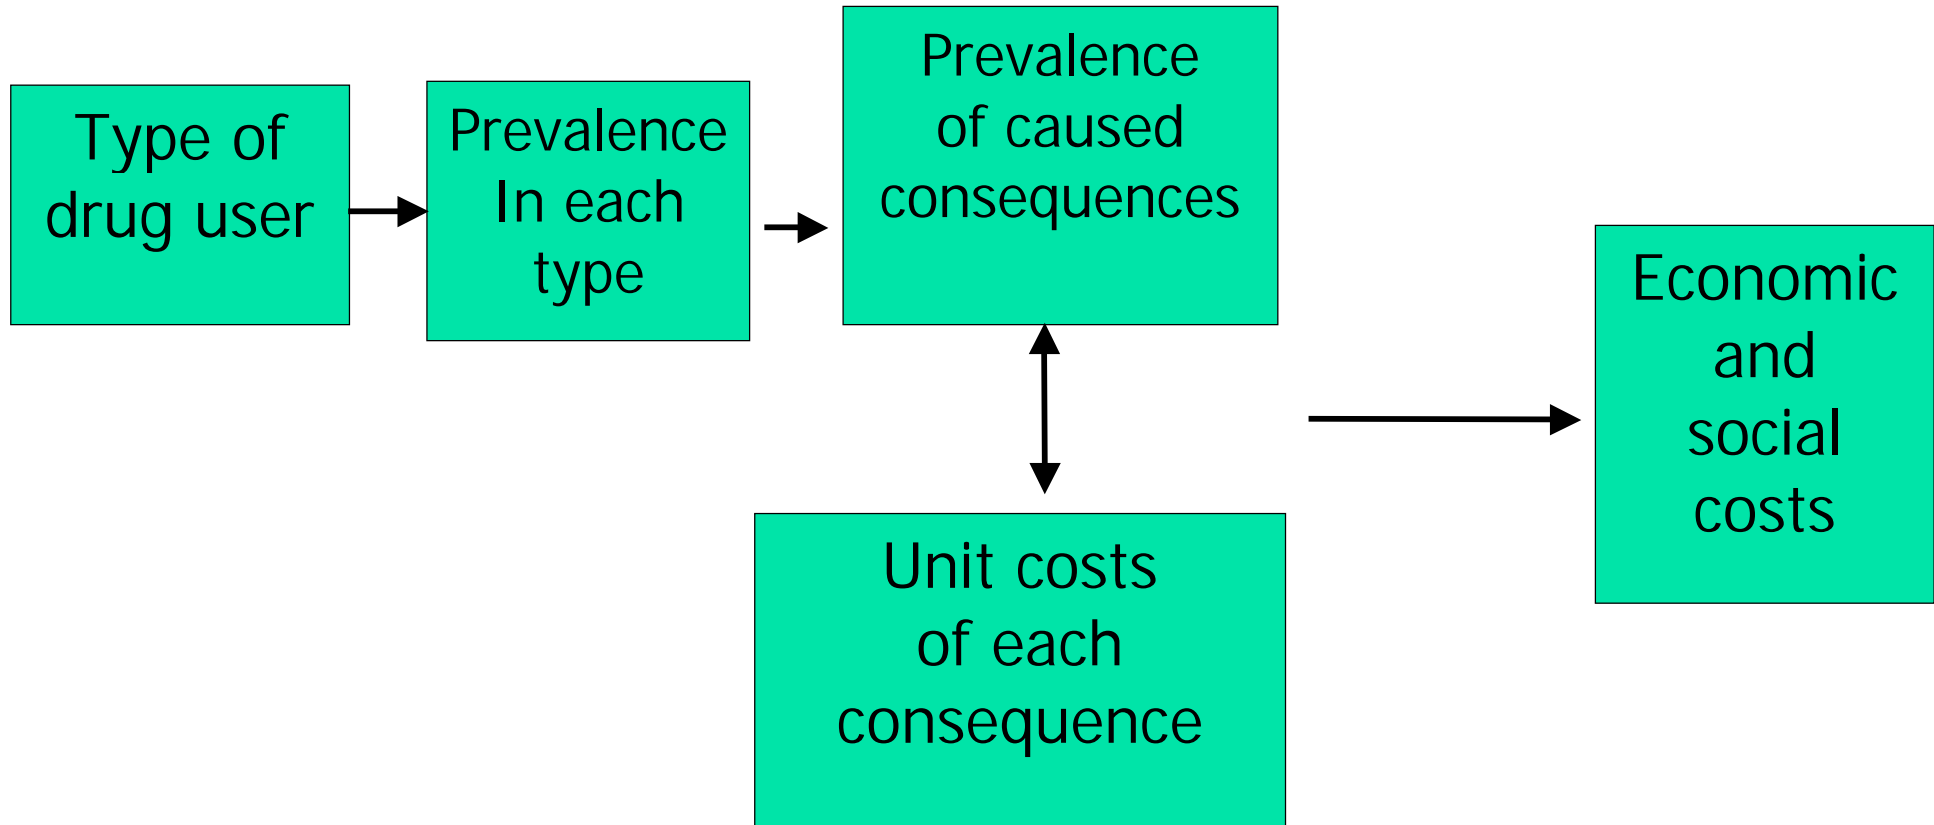 Type of
drug user
Prevalence
In each
type
Prevalence
of caused
consequences
Unit costs
of each
consequence
Economic
and
social
costs